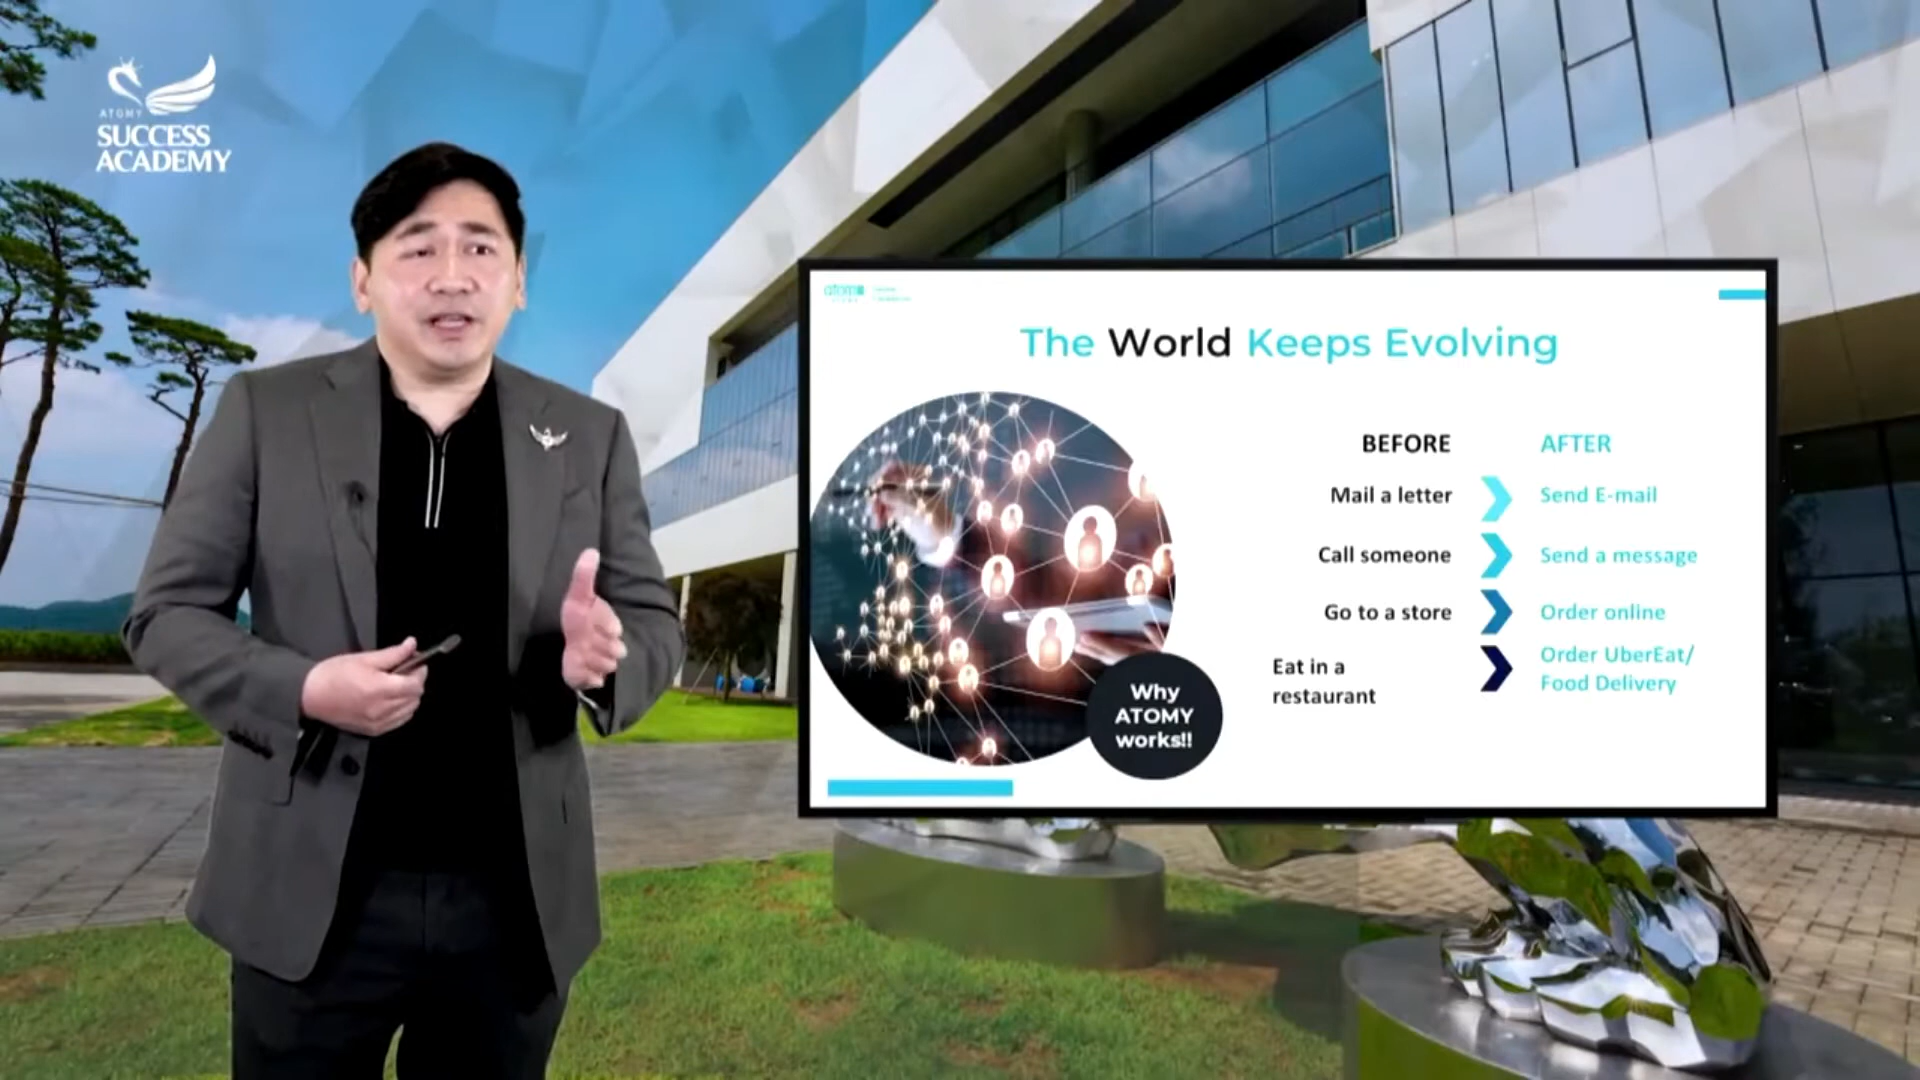 ATOMY
SUCCESS
ACADEMY
The World Keeps Evolving
BEFORE
AFTER
Mail a letter
Send E-mail
Call someone
Send a message
Go to a store
Order online
Eat in a
restaurant
Order UberEat/
Food Delivery
Why
ATOMY
works!!